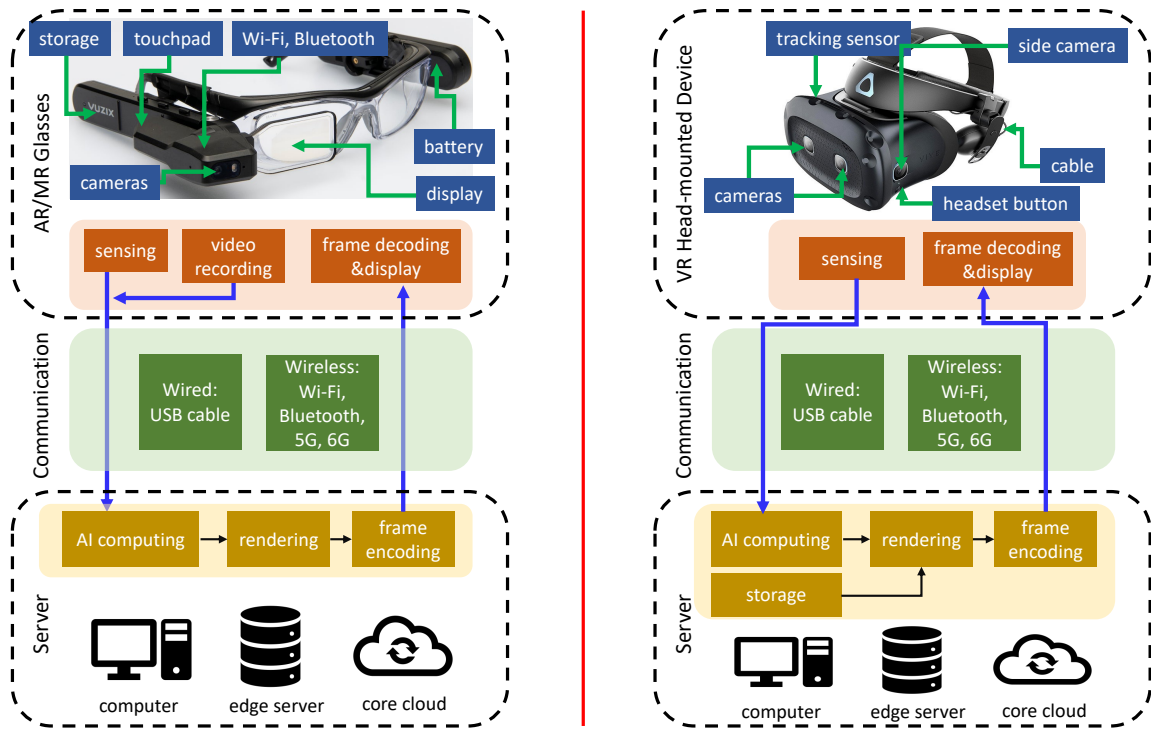 storage
touchpad
Wi-Fi, Bluetooth
VUZIX
battery
cameras
display
AR/MR Glasses
sensing
video
recording
frame decoding
&display
Communication
Wired:
USB cable
Wireless:
Wi-Fi,
Bluetooth,
5G, 6G
Server
AI computing
rendering
frame
encoding
computer
edge server
core cloud
tracking sensor
side camera
cameras
cable
headset button
VR Head-mounted Device
sensing
frame decoding
&display
Communication
Wired:
USB cable
Wireless:
Wi-Fi,
Bluetooth,
5G, 6G
Server
AI computing
rendering
frame
encoding
storage
computer
edge server
core cloud